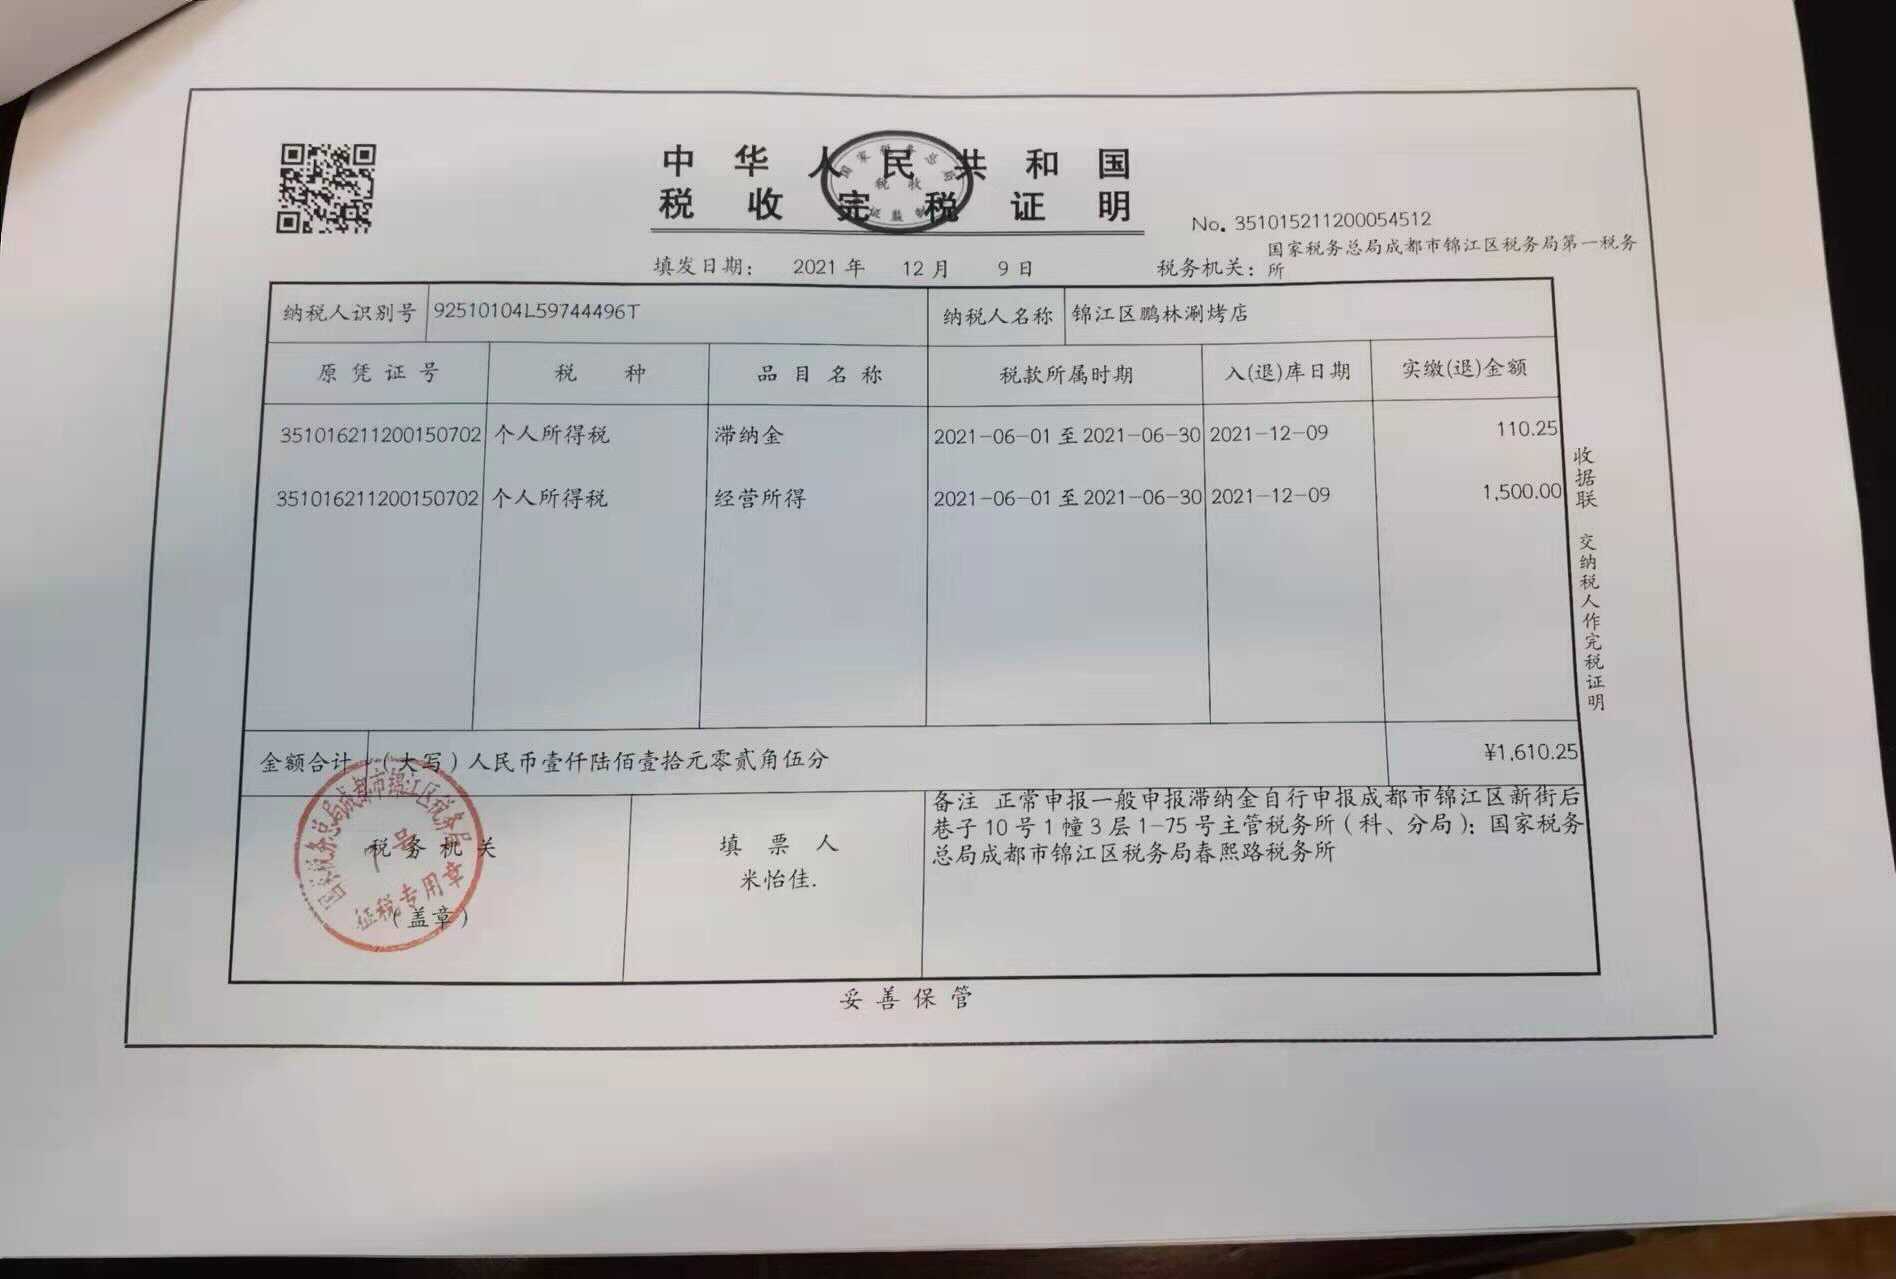 中华人民共和国
税收完税证明
国家税务总局
税收
No. 351015211200054512
国家税务总局成都市锦江区税务局第一税务
填发日期： 2021 年 12 月 9 日 税务机关：所
纳税人识别号 92510104L59744496T 纳税人名称 锦江区鹏林涮烤店
原凭证号 税种 品目名称 税款所属时期 入(退)库日期 实缴(退)金额
351016211200150702 个人所得税 滞纳金 2021-06-01 至 2021-06-30 2021-12-09 110.25
351016211200150702 个人所得税 经营所得 2021-06-01 至 2021-06-30 2021-12-09 1,500.00
收据联 交纳税人作完税证明
金额合计 （大写）人民币壹仟陆佰壹拾元零贰角伍分 ¥1,610.25
税务机关
（盖章）
国家税务总局成都市锦江区税务局
征税专用章
填票人
米怡佳.
备注 正常申报一般申报滞纳金自行申报成都市锦江区新街后
巷子10号1幢3层1-75号主管税务所（科、分局）：国家税务
总局成都市锦江区税务局春熙路税务所
妥善保管